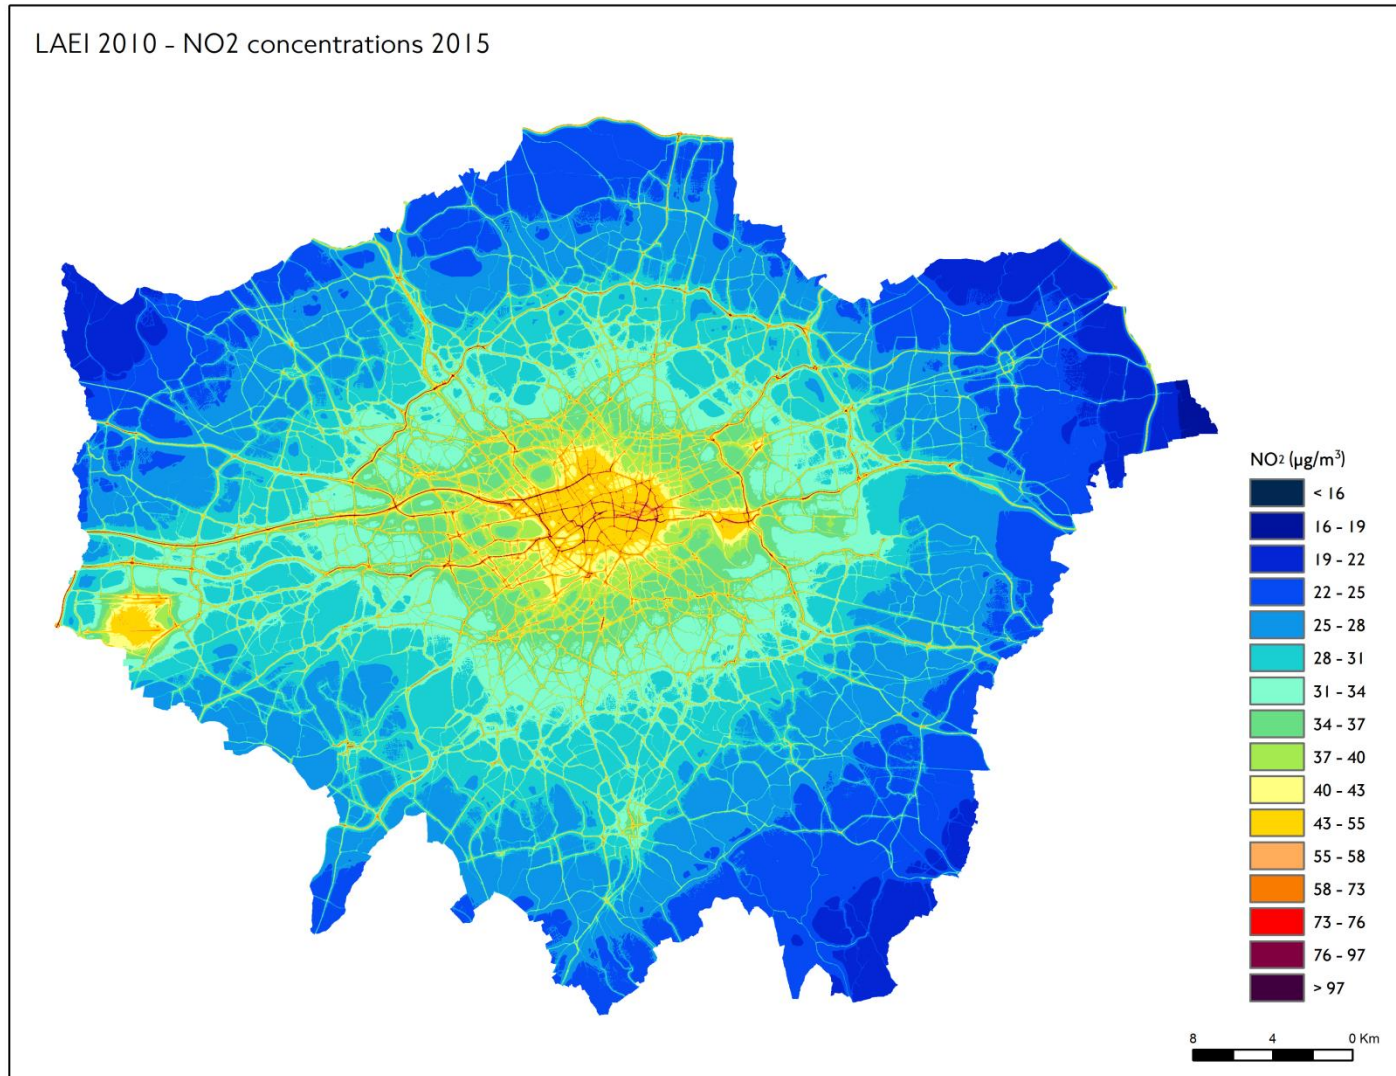 LAEI 2010 - NO2 concentrations 2015
NO2 (µg/m³)
< 16
16 - 19
19 - 22
22 - 25
25 - 28
28 - 31
31 - 34
34 - 37
37 - 40
40 - 43
43 - 55
55 - 58
58 - 73
73 - 76
76 - 97
> 97
8 4 0 Km